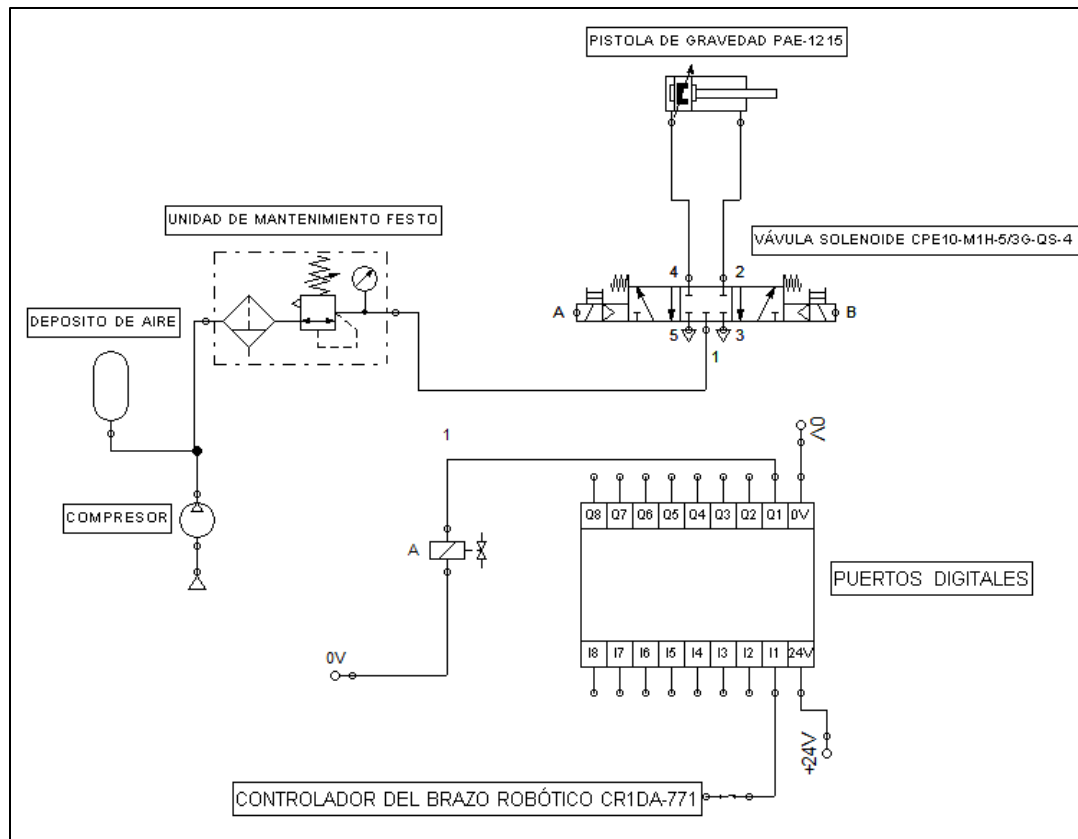 PISTOLA DE GRAVEDAD PAE-1215
UNIDAD DE MANTENIMIENTO FESTO
VÁVULA SOLENOIDE CPE10-M1H-5/3G-QS-4
4 2
A B
5 3
1
DEPOSITO DE AIRE
COMPRESOR
1
0V
Q8 Q7 Q6 Q5 Q4 Q3 Q2 Q1 0V
A
PUERTOS DIGITALES
I8 I7 I6 I5 I4 I3 I2 I1 24V
0V
+24V
CONTROLADOR DEL BRAZO ROBÓTICO CR1DA-771